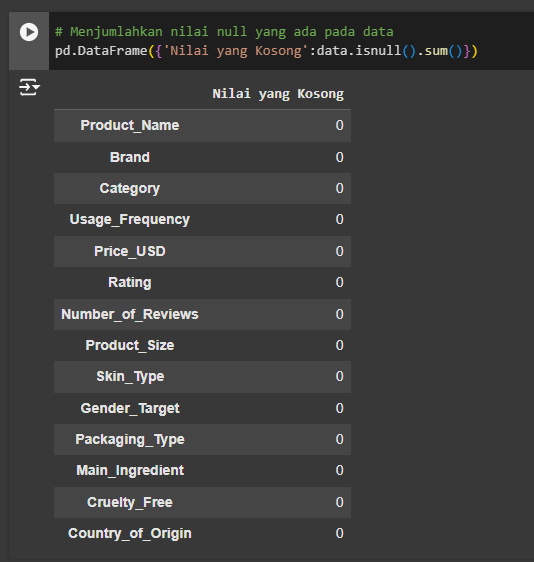 # Menjumlahkan nilai null yang ada pada data
pd.DataFrame({'Nilai yang Kosong':data.isnull().sum()})
Nilai yang Kosong
Product_Name 0
Brand 0
Category 0
Usage_Frequency 0
Price_USD 0
Rating 0
Number_of_Reviews 0
Product_Size 0
Skin_Type 0
Gender_Target 0
Packaging_Type 0
Main_Ingredient 0
Cruelty_Free 0
Country_of_Origin 0